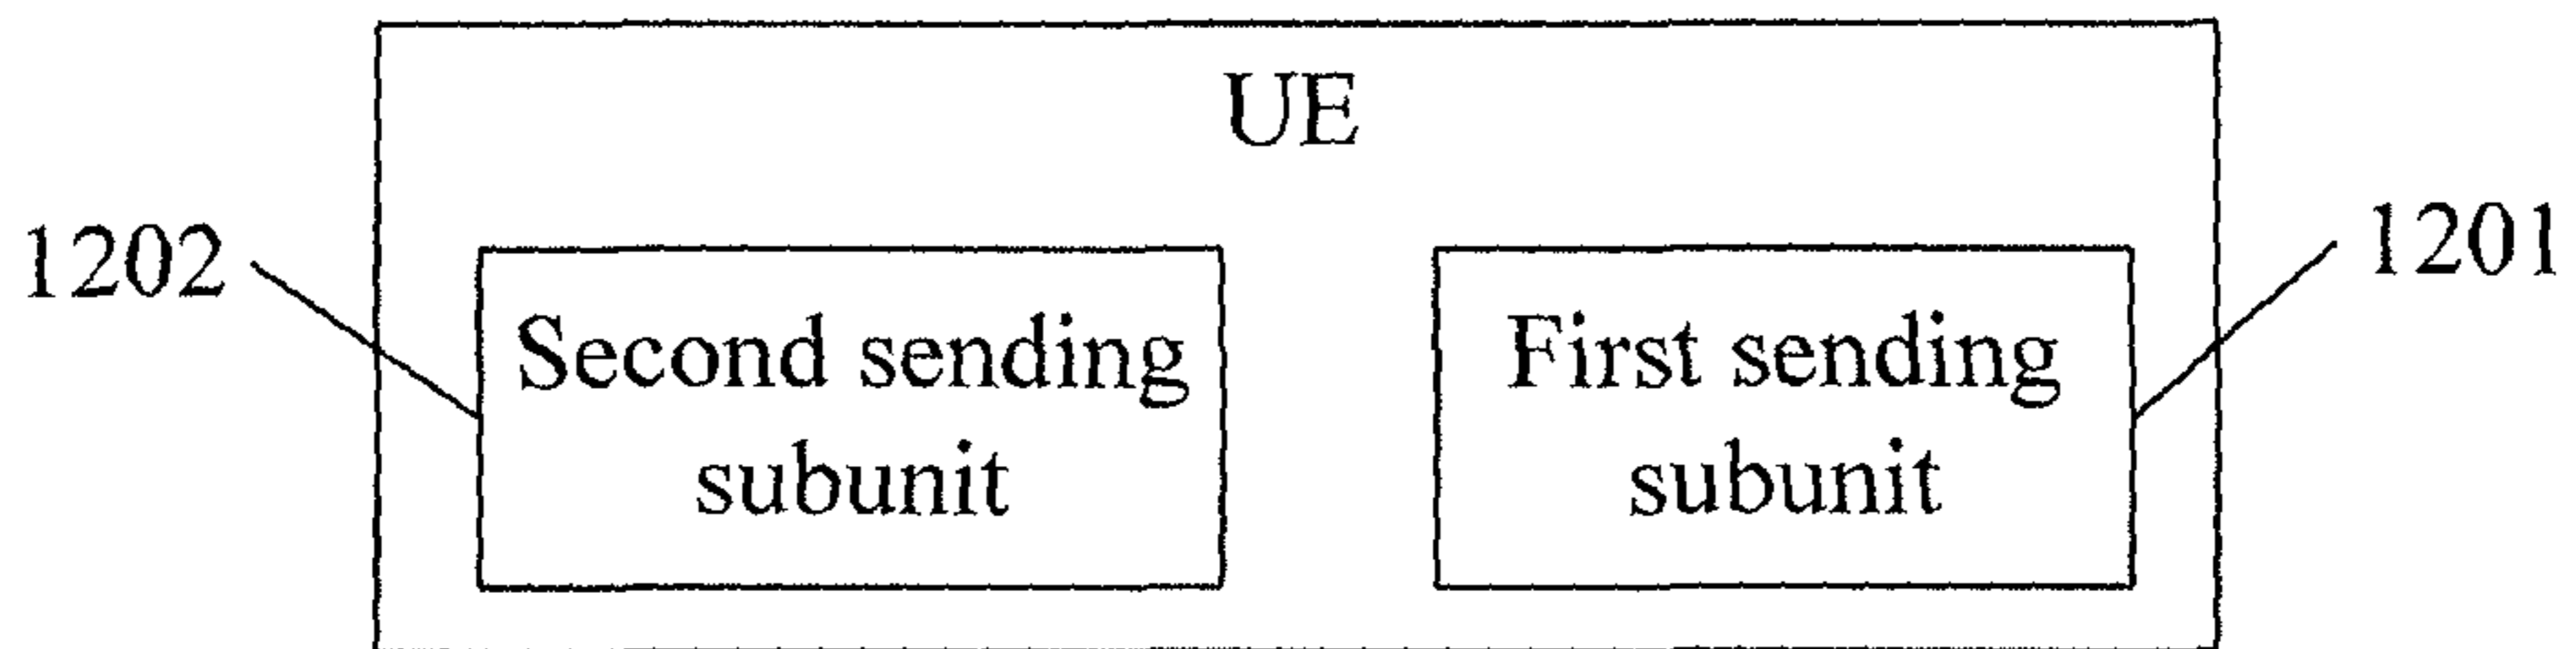 UE
1202
Second sending
subunit
First sending
subunit
1201